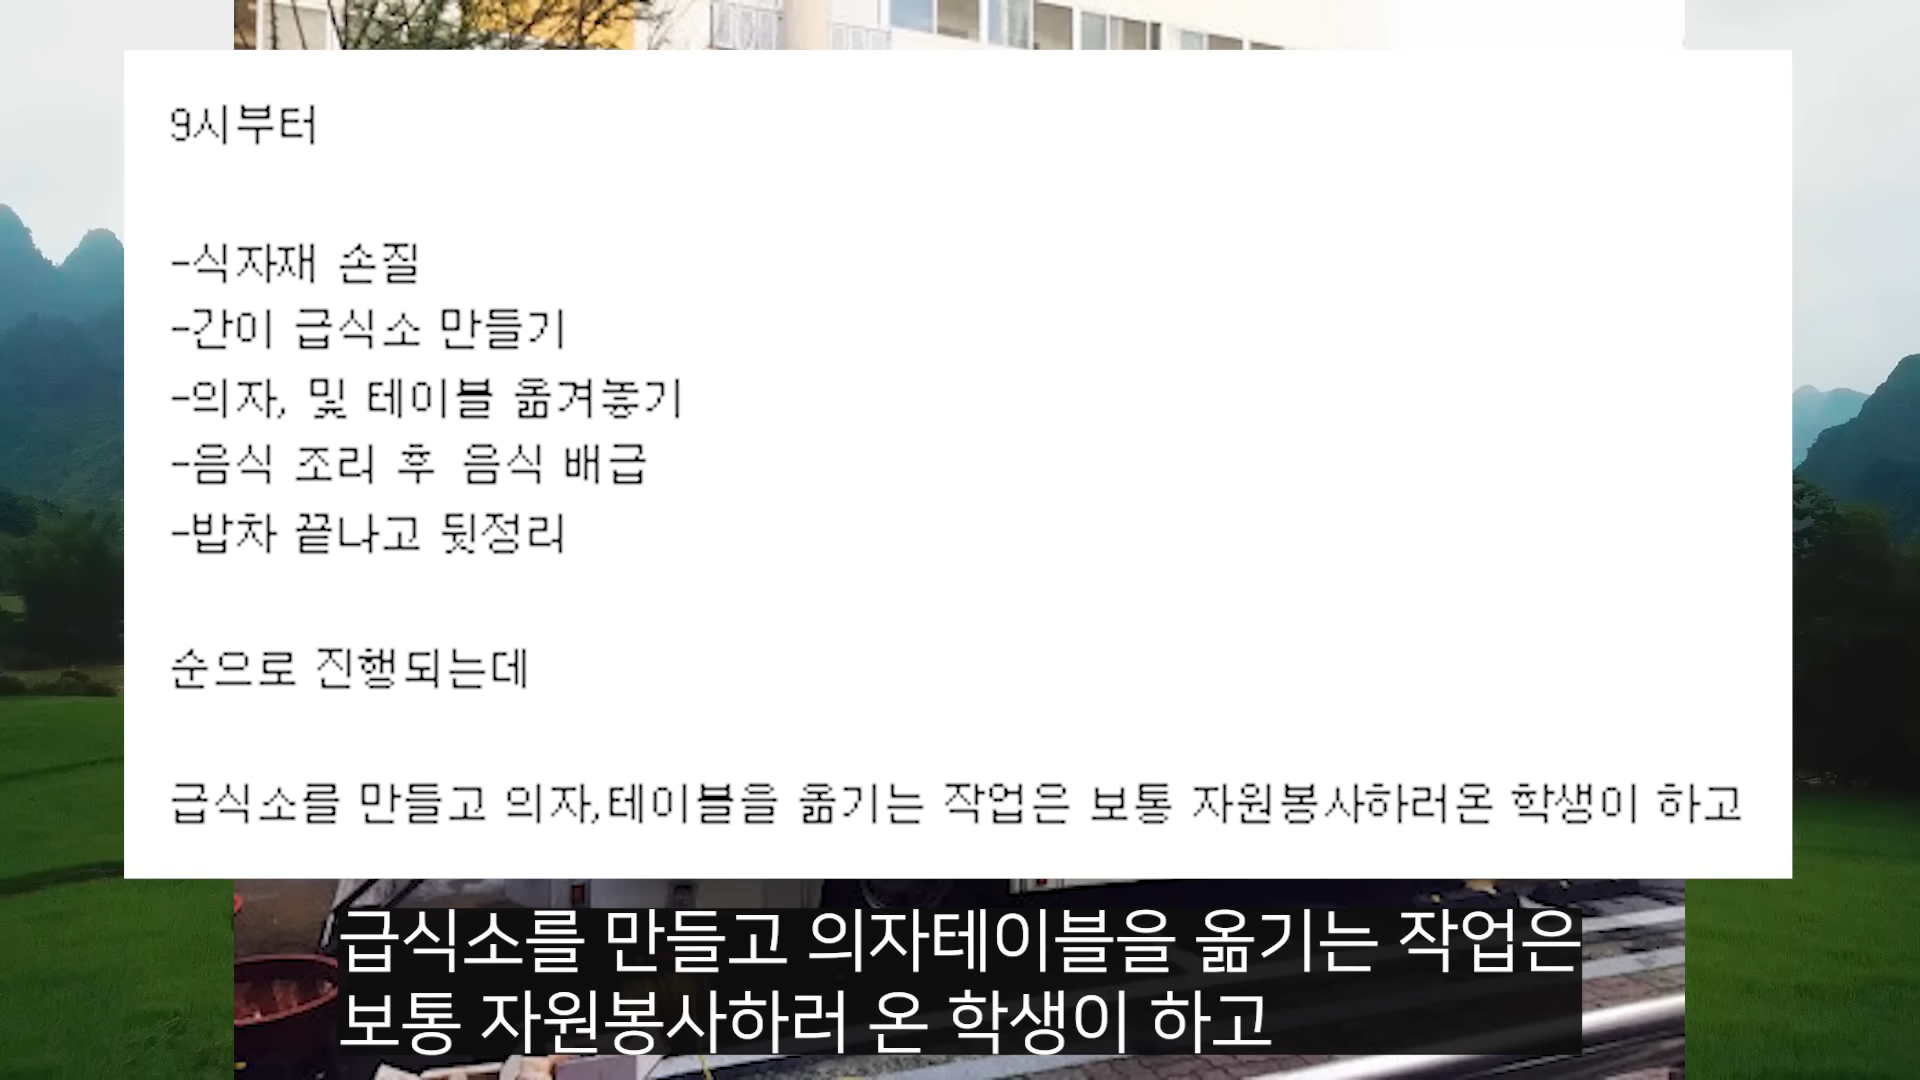 9시부터
-식자재 손질
-간이 급식소 만들기
-의자, 및 테이블 옮겨놓기
-음식 조리 후 음식 배급
-밥차 끝나고 뒷정리
순으로 진행되는데
급식소를 만들고 의자,테이블을 옮기는 작업은 보통 자원봉사하러온 학생이 하고
급식소를 만들고 의자테이블을 옮기는 작업은
보통 자원봉사하러 온 학생이 하고